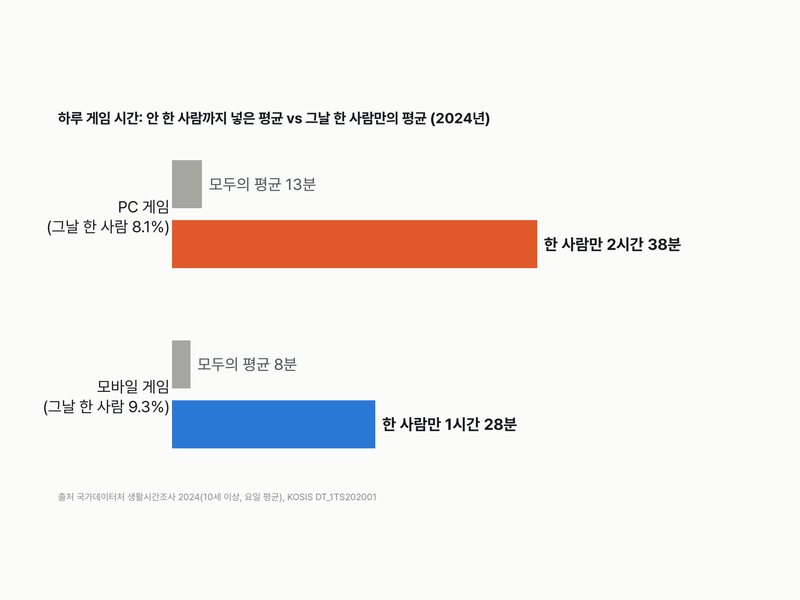 하루 게임 시간: 안 한 사람까지 넣은 평균 vs 그날 한 사람만의 평균 (2024년)
모두의 평균 13분
PC 게임
(그날 한 사람 8.1%)
한 사람만 2시간 38분
모두의 평균 8분
모바일 게임
(그날 한 사람 9.3%)
한 사람만 1시간 28분
출처 국가데이터처 생활시간조사 2024(10세 이상, 요일 평균), KOSIS DT_1TS202001